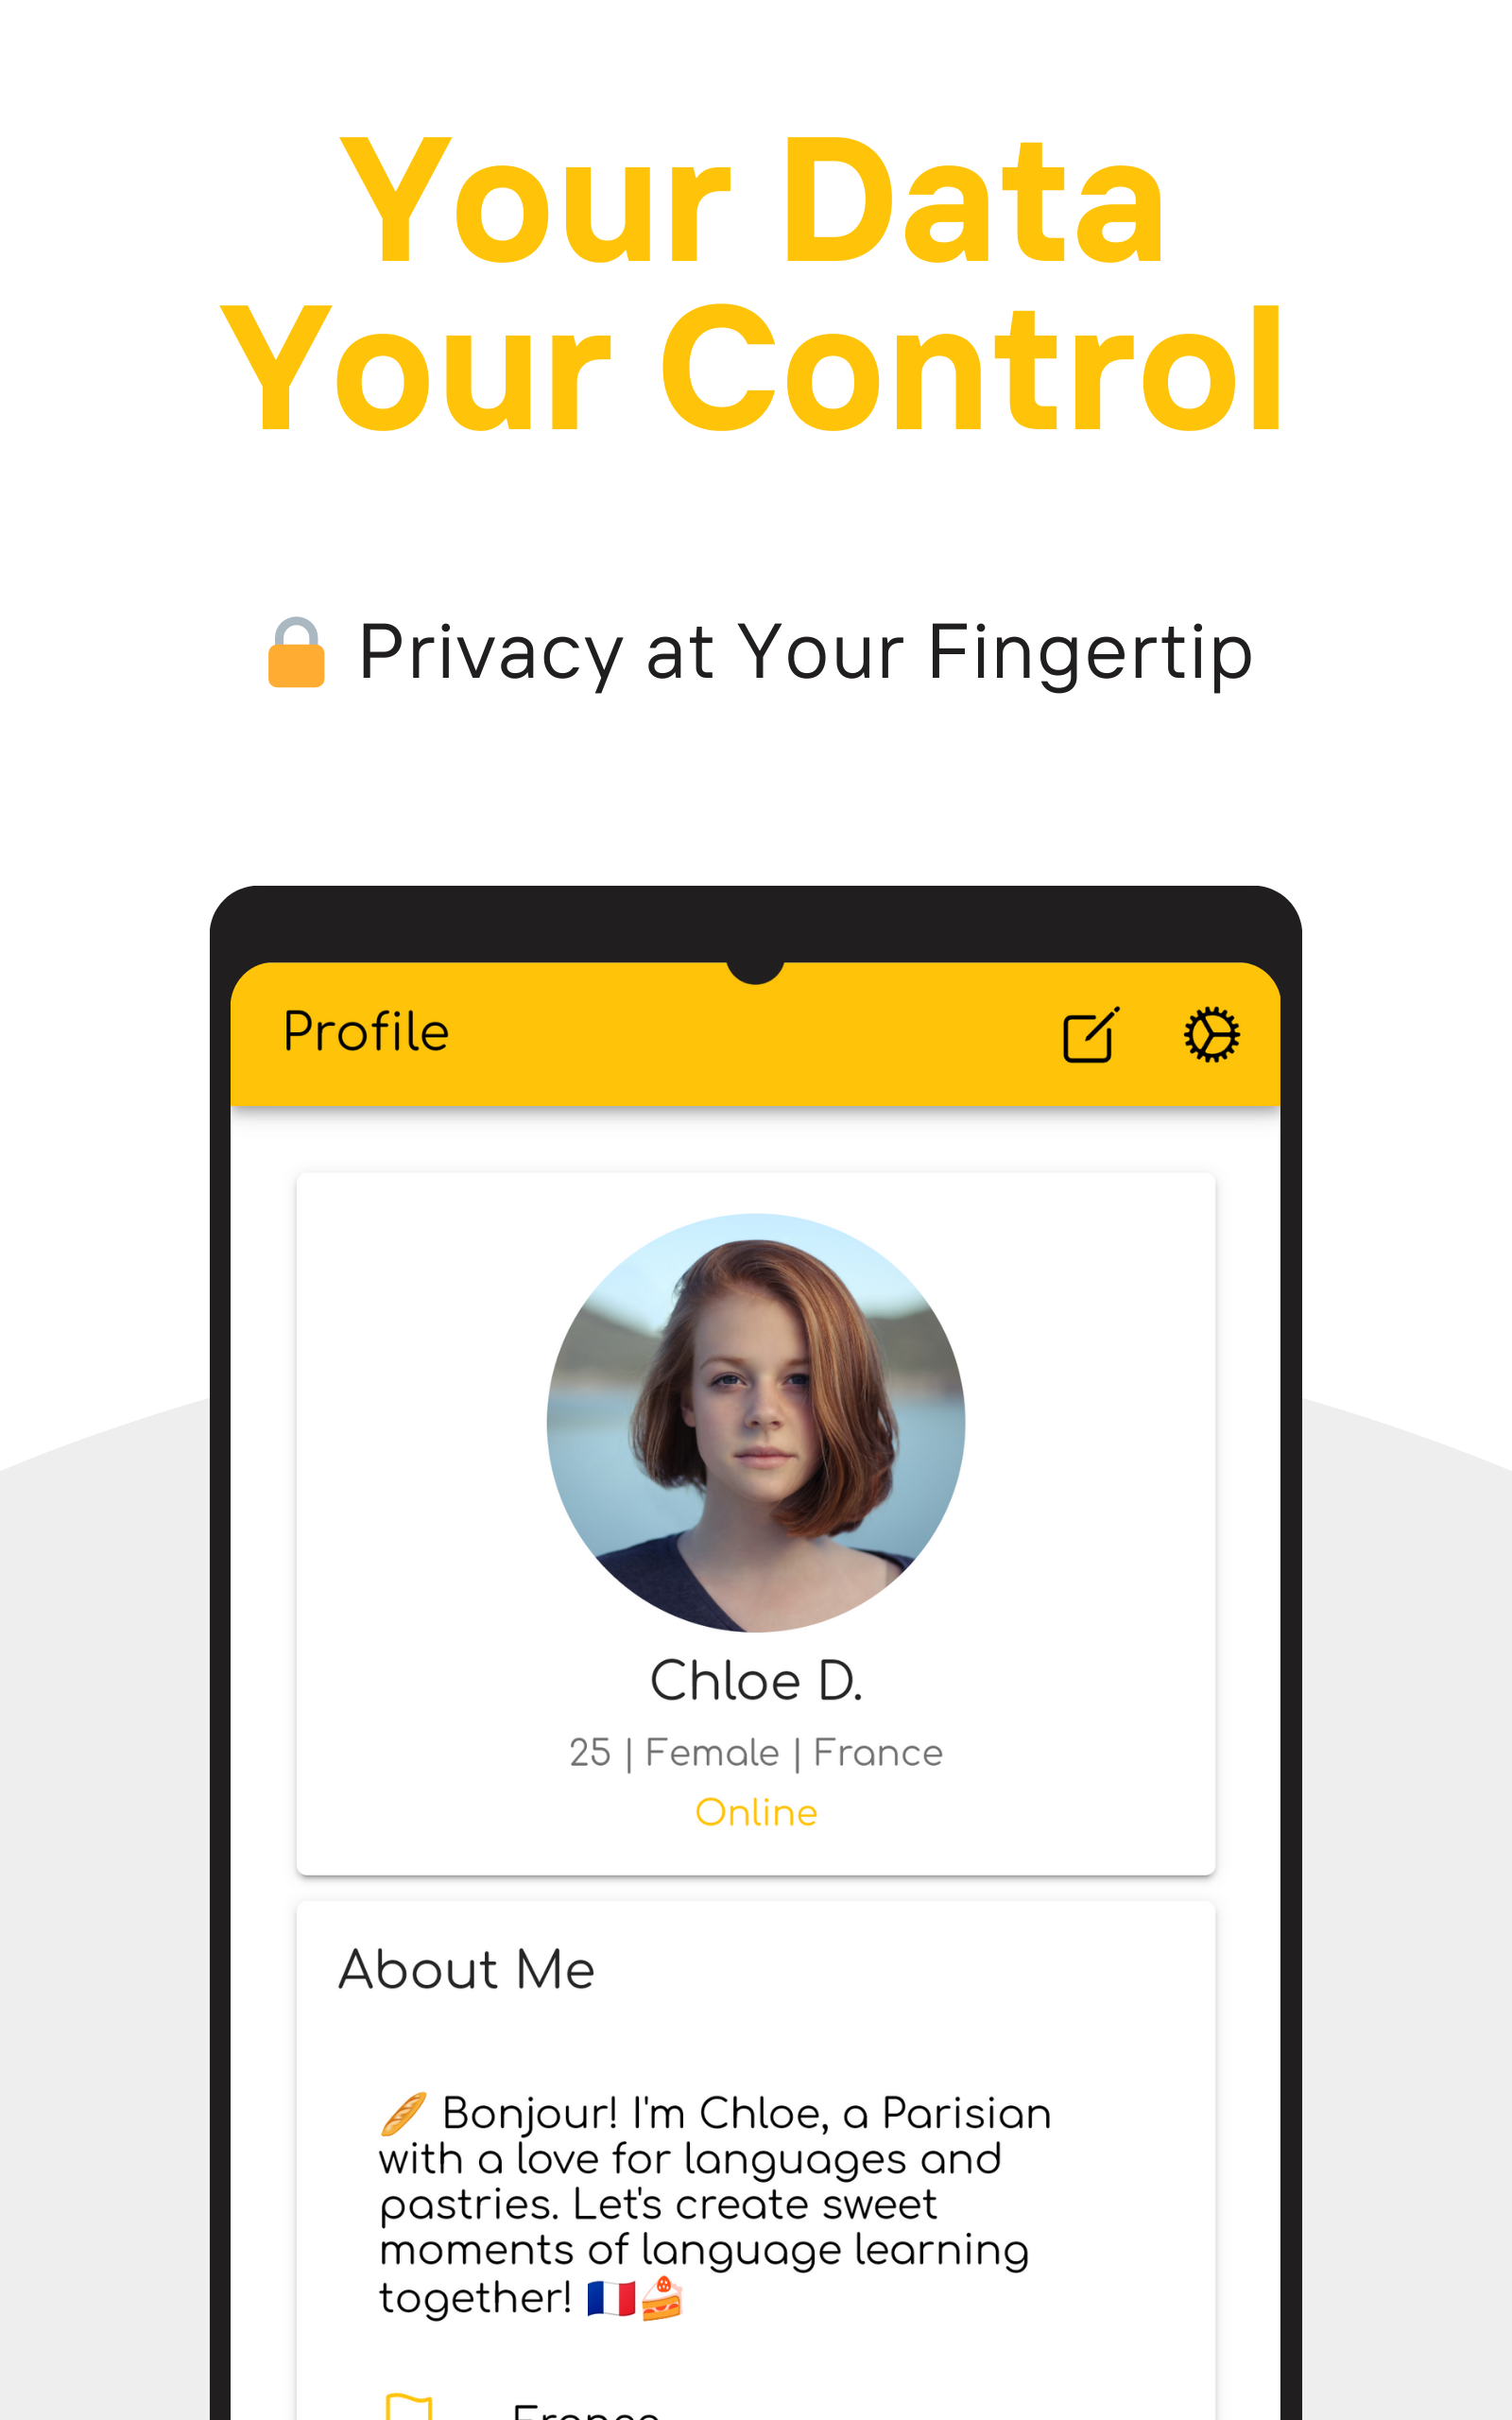 Your Data
Your Control
🔒 Privacy at Your Fingertip
Profile
Chloe D.
25 | Female | France
Online
About Me
🥖 Bonjour! I'm Chloe, a Parisian
with a love for languages and
pastries. Let's create sweet
moments of language learning
together! 🇫🇷🍰
France